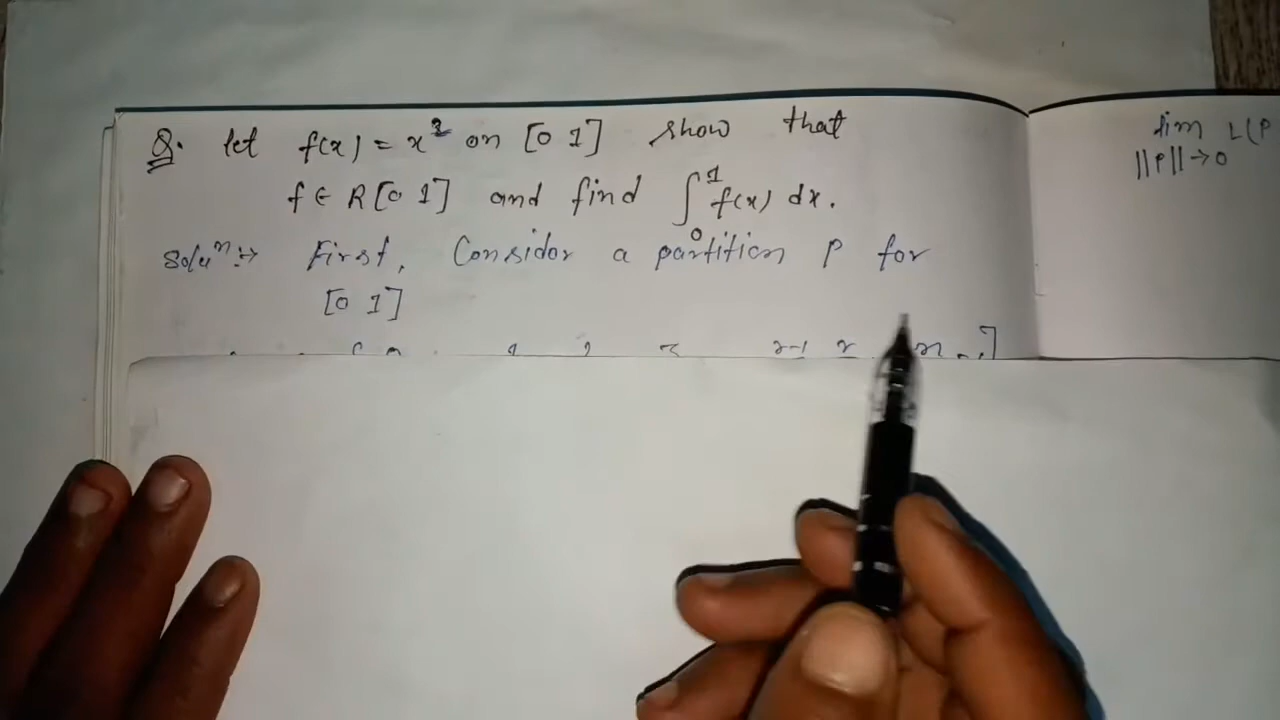 Q. let f(x) = x² on [0 1] show that
f ∈ R[0 1] and find ∫₀¹ f(x) dx.
Soluⁿ:→ First, Consider a partition P for
[0 1]
lim L(P
||P||→0